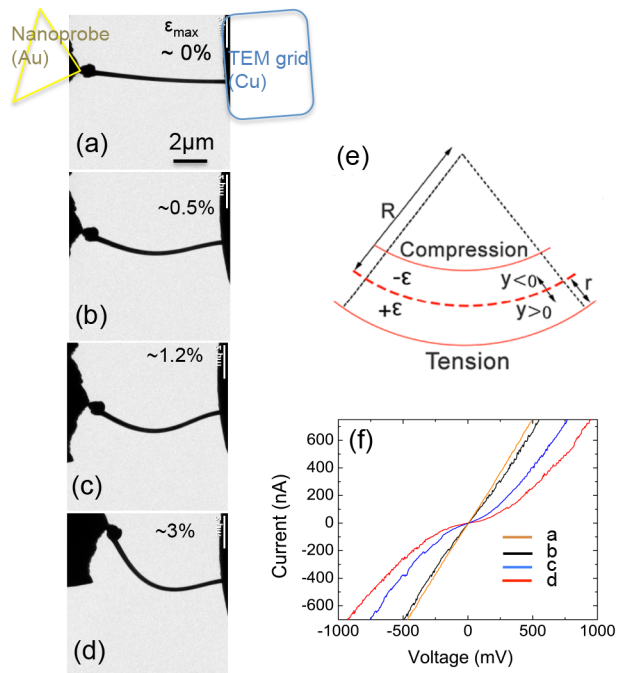 Nanoprobe
(Au)
εmax
~ 0%
TEM grid
(Cu)
(a)
2μm
~0.5%
(b)
~1.2%
(c)
~3%
(d)
(e)
R
Compression
-ε
y<0
r
+ε
y>0
Tension
(f)
600
400
200
0
-200
-400
-600
Current (nA)
a
b
c
d
-1000
-500
0
500
1000
Voltage (mV)